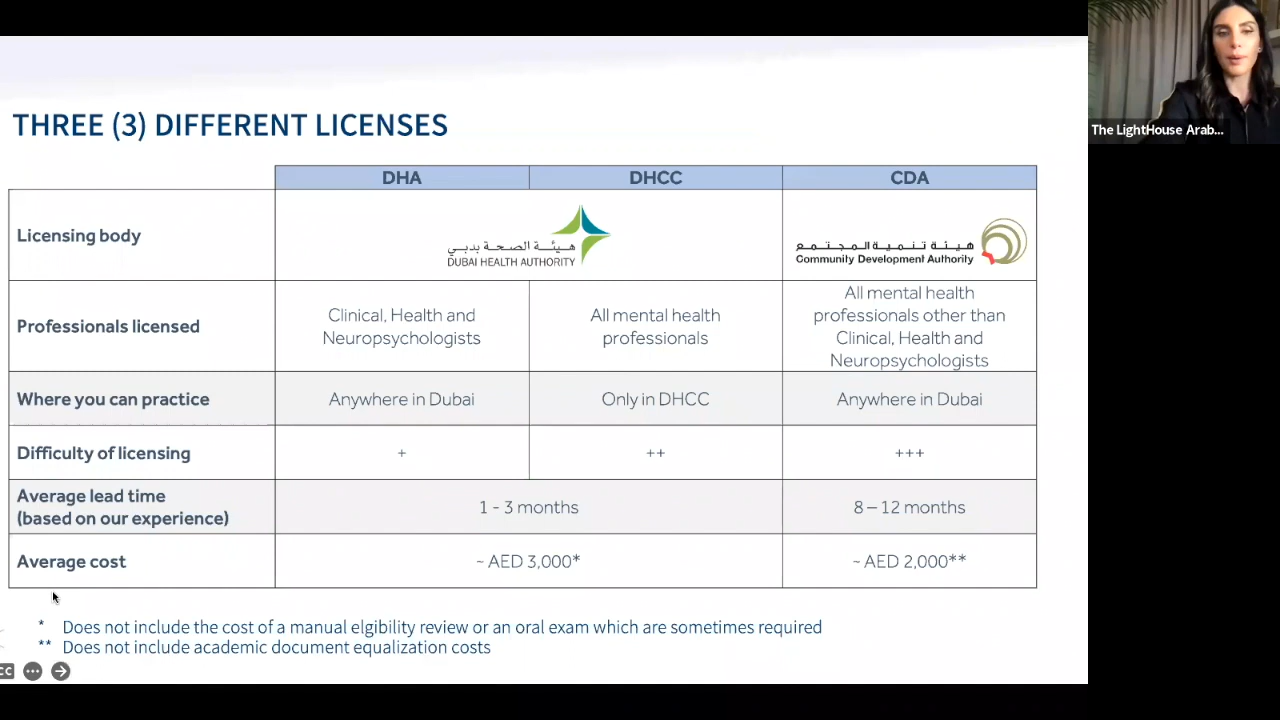 The LightHouse Arab...
THREE (3) DIFFERENT LICENSES
DHA
DHCC
CDA
Licensing body
هيئة الصحة بدبي
DUBAI HEALTH AUTHORITY
هيئة تنمية المجتمع
Community Development Authority
Professionals licensed
Clinical, Health and
Neuropsychologists
All mental health
professionals
All mental health
professionals other than
Clinical, Health and
Neuropsychologists
Where you can practice
Anywhere in Dubai
Only in DHCC
Anywhere in Dubai
Difficulty of licensing
+
++
+++
Average lead time
(based on our experience)
1 - 3 months
8 – 12 months
Average cost
~ AED 3,000*
~ AED 2,000**
* Does not include the cost of a manual elgibility review or an oral exam which are sometimes required
** Does not include academic document equalization costs
CC